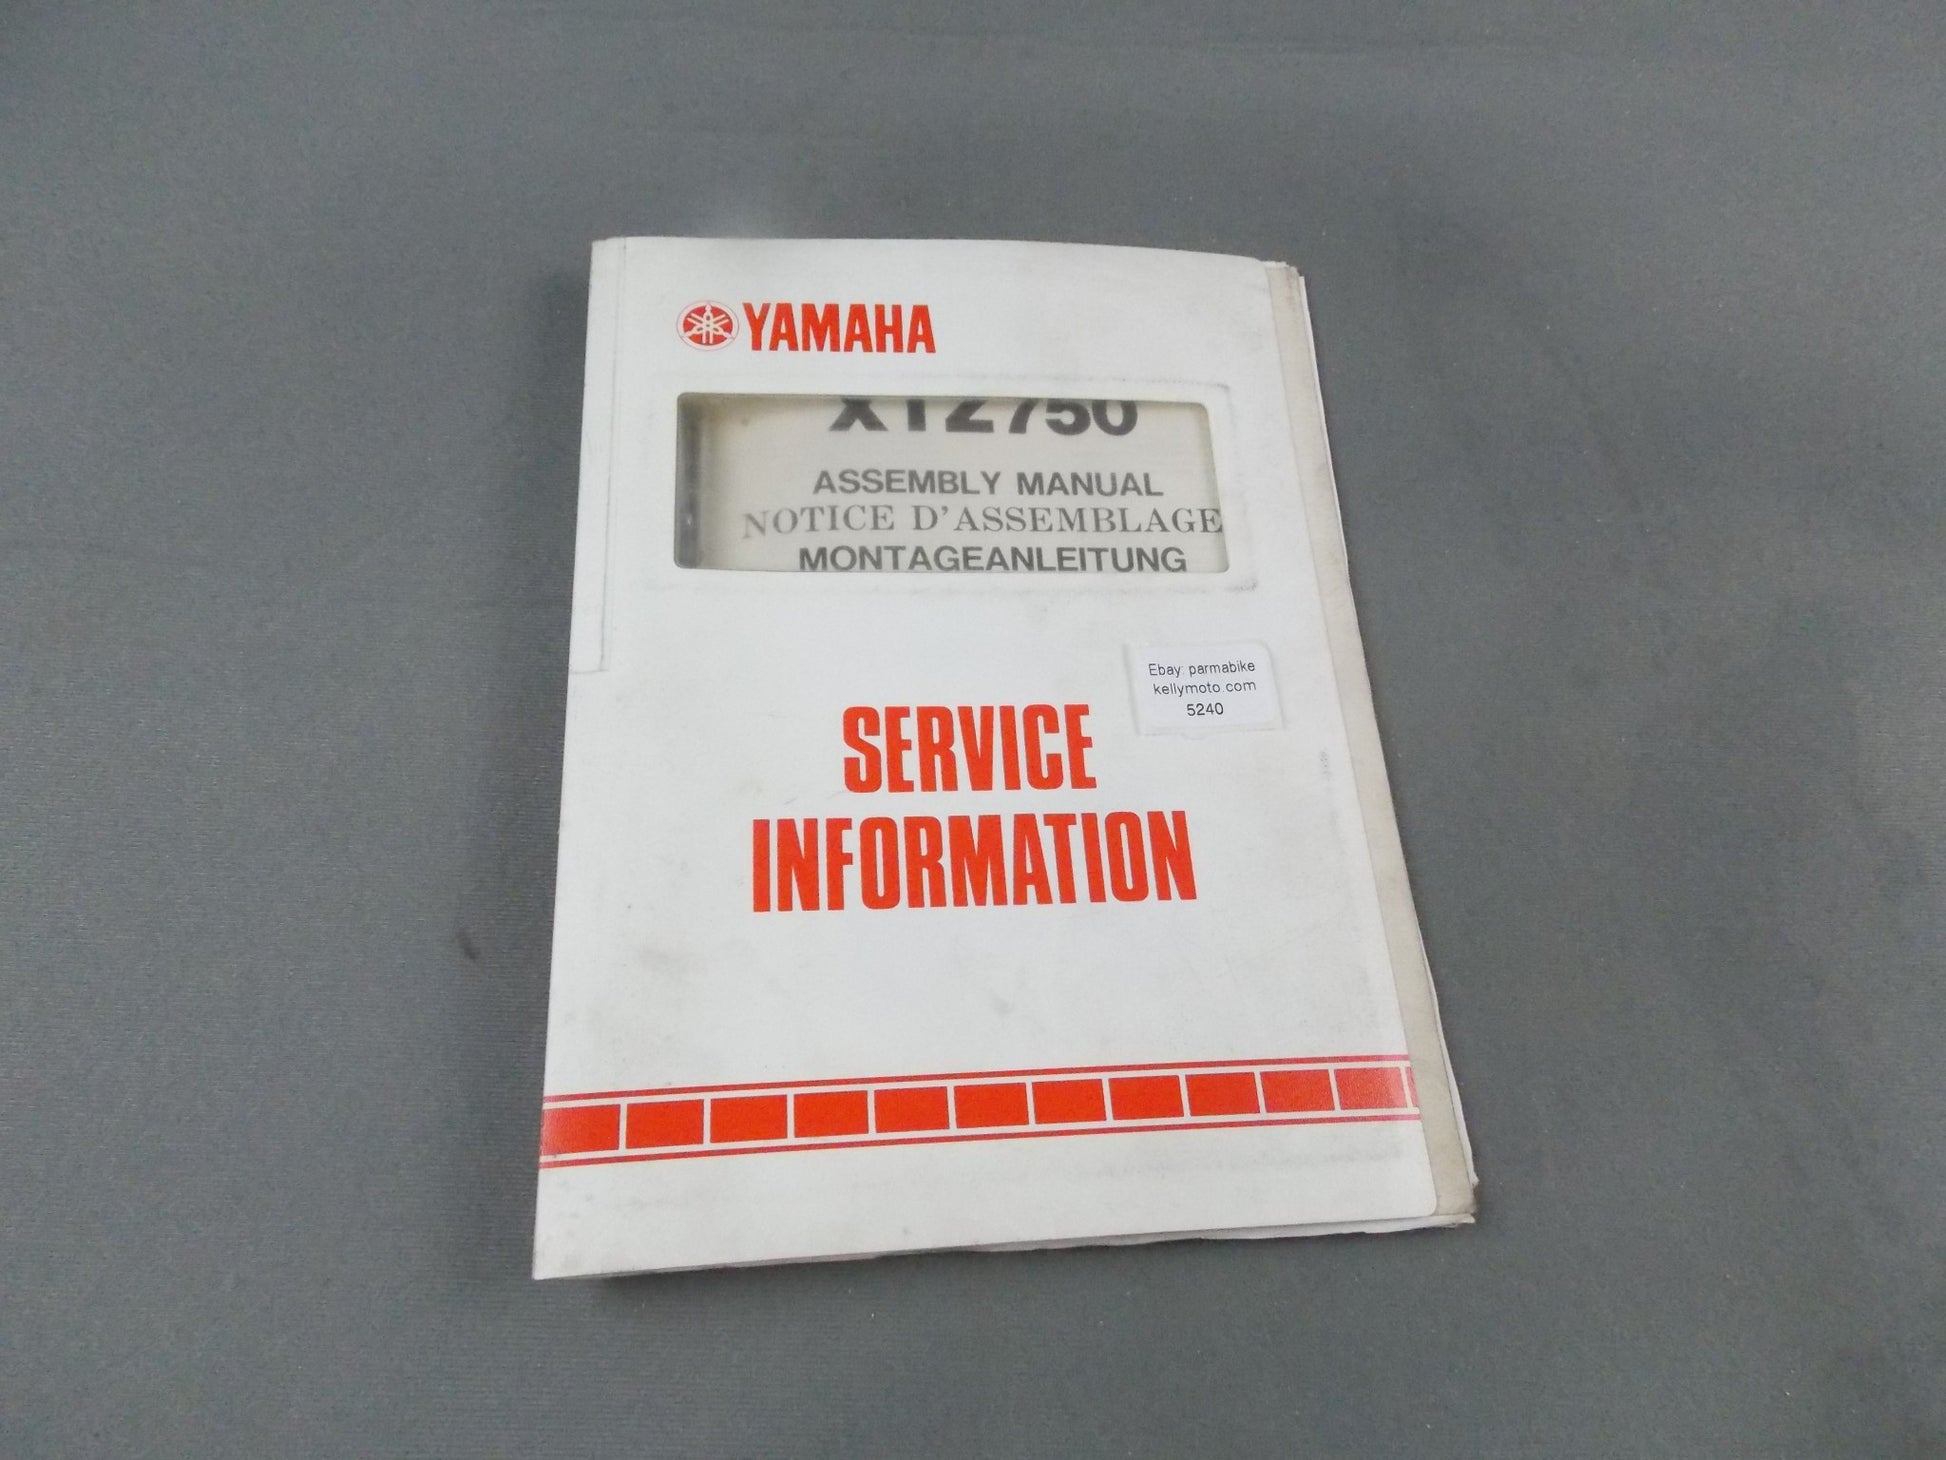 YAMAHA
XTZ750
ASSEMBLY MANUAL
NOTICE D'ASSEMBLAGE
MONTAGEANLEITUNG
Ebay: parmabike
kellymoto.com
5240
SERVICE
INFORMATION